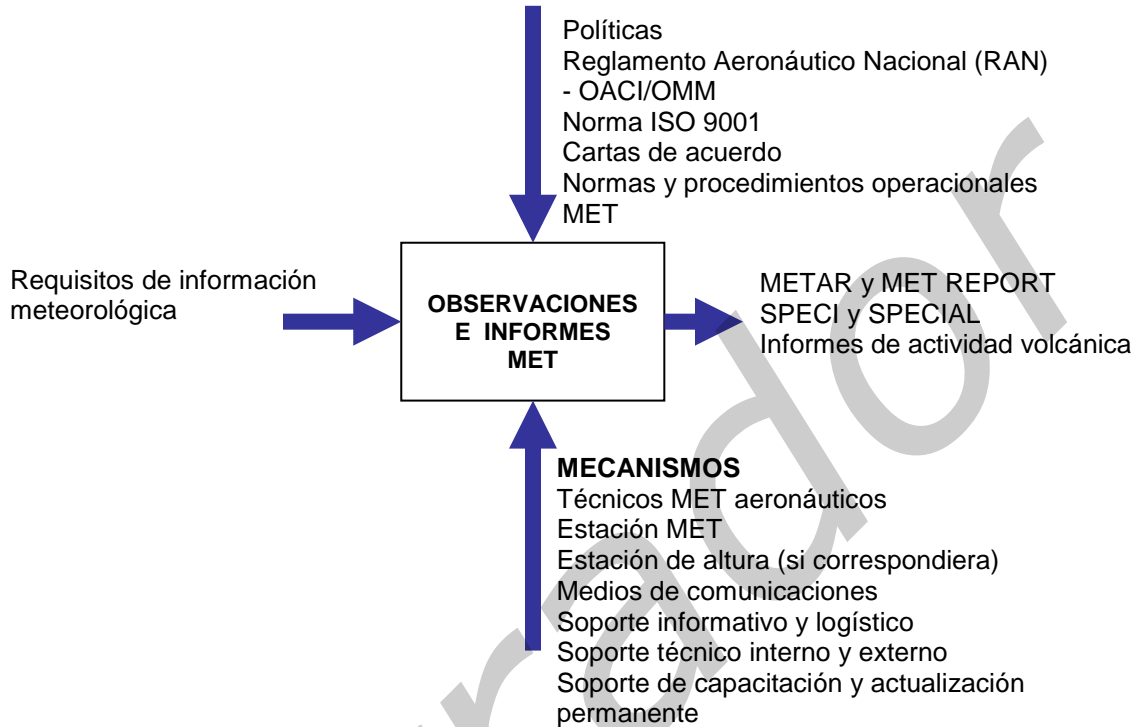 Políticas
Reglamento Aeronáutico Nacional (RAN)
- OACI/OMM
Norma ISO 9001
Cartas de acuerdo
Normas y procedimientos operacionales
MET
Requisitos de información
meteorológica
OBSERVACIONES
E INFORMES
MET
METAR y MET REPORT
SPECI y SPECIAL
Informes de actividad volcánica
MECANISMOS
Técnicos MET aeronáuticos
Estación MET
Estación de altura (si correspondiera)
Medios de comunicaciones
Soporte informativo y logístico
Soporte técnico interno y externo
Soporte de capacitación y actualización
permanente
rador